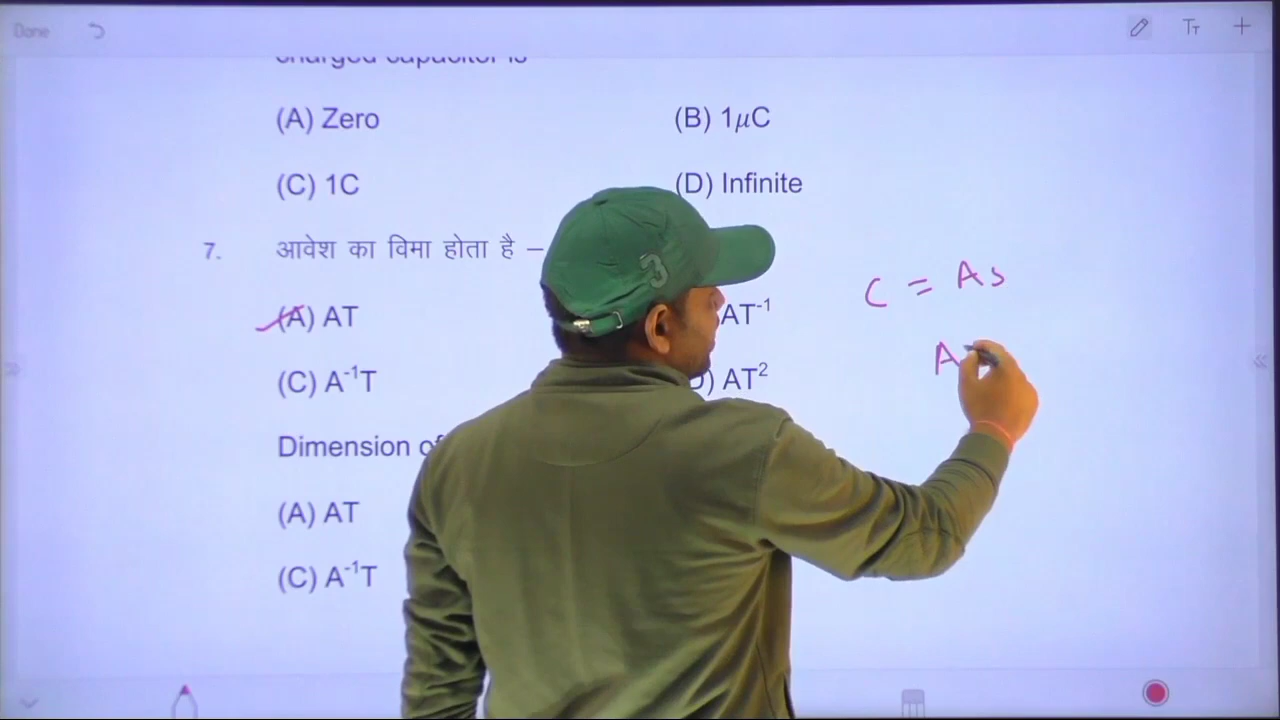 Done
charged capacitor is
(A) Zero (B) 1μC
(C) 1C (D) Infinite
7. आवेश का विमा होता है –
C = As
(A) AT AT⁻¹
A
(C) A⁻¹T D) AT²
Dimension of
(A) AT
(C) A⁻¹T
3